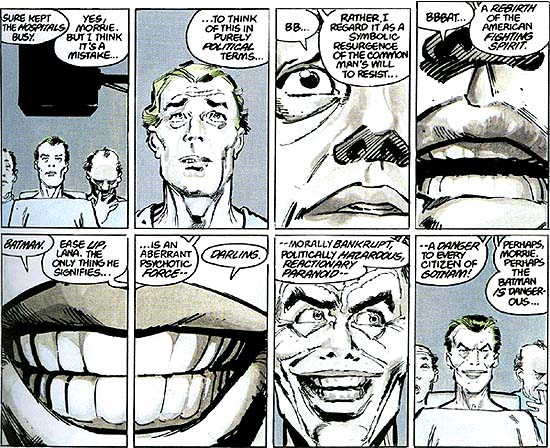 SURE KEPT
THE HOSPITALS
BUSY.
YES,
MORRIE.
BUT I THINK
IT'S A
MISTAKE...
...TO THINK
OF THIS IN
PURELY
POLITICAL
TERMS...
BB...
RATHER, I
REGARD IT AS A
SYMBOLIC
RESURGENCE
OF THE COMMON
MAN'S WILL
TO RESIST...
BBBAT.
A REBIRTH
OF THE
AMERICAN
FIGHTING
SPIRIT.
BATMAN.
EASE UP,
LANA. THE
ONLY THING HE
SIGNIFIES...
...IS AN
ABERRANT
PSYCHOTIC
FORCE--
DARLING.
--MORALLY BANKRUPT,
POLITICALLY HAZARDOUS,
REACTIONARY
PARANOID--
--A DANGER
TO EVERY
CITIZEN OF
GOTHAM!
PERHAPS,
MORRIE.
PERHAPS
THE
BATMAN
IS DANGER-
OUS...